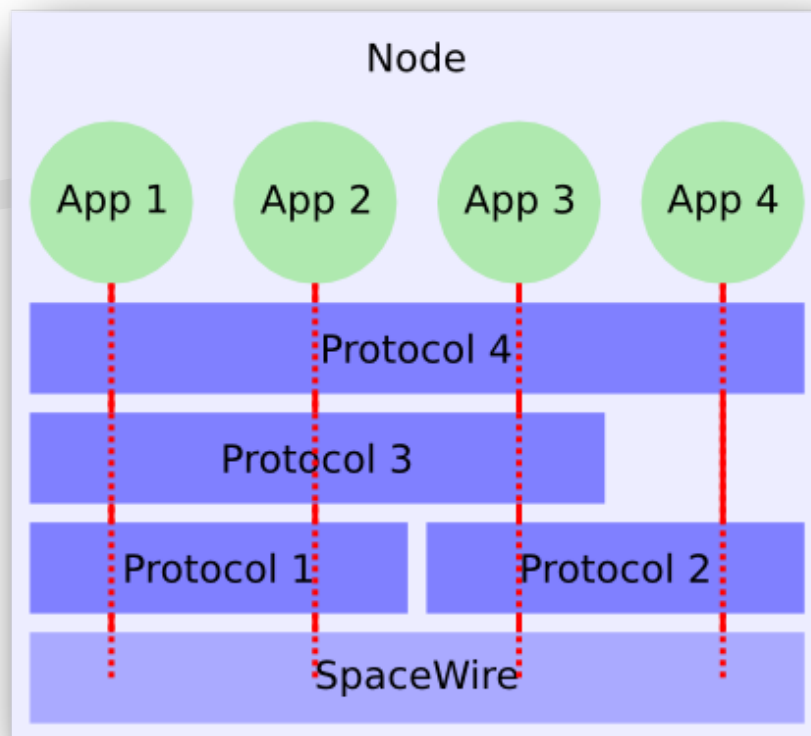 Node
App 1
App 2
App 3
App 4
Protocol 4
Protocol 3
Protocol 1
Protocol 2
SpaceWire